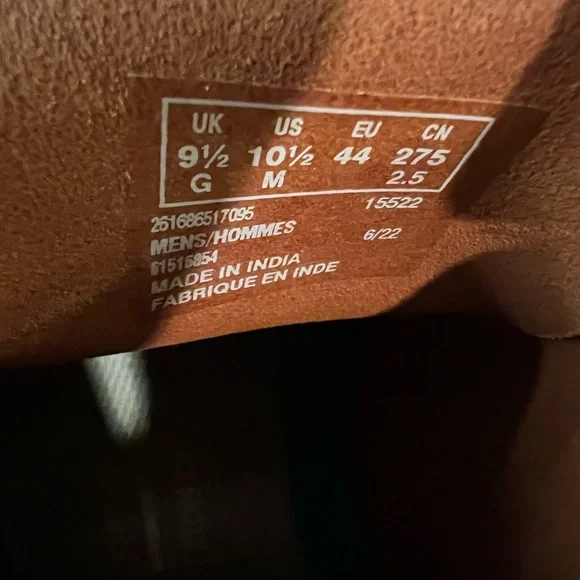 UK US EU CN
9½ 10½ 44 275
G M 2.5
261686517095 15522
MENS/HOMMES 6/22
61516854
MADE IN INDIA
FABRIQUE EN INDE